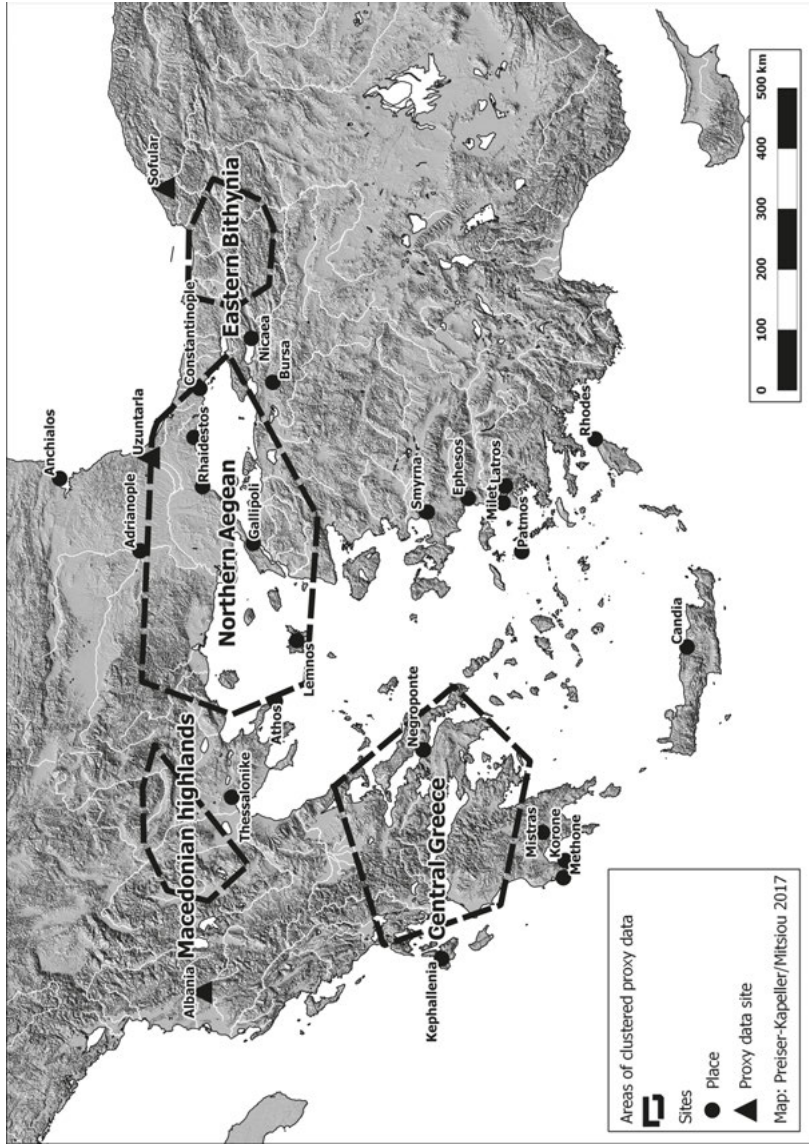 Anchialos
Sofular
Adrianople
Uzuntarla
Constantinople
Rhaidestos
Eastern Bithynia
Nicaea
Bursa
Gallipoli
Northern Aegean
Lemnos
Athos
Albania
Macedonian highlands
Thessalonike
Smyrna
Ephesos
Milet
Latros
Patmos
Rhodes
Kephallenia
Central Greece
Negroponte
Mistras
Korone
Methone
Candia
Areas of clustered proxy data
Sites
Place
Proxy data site
Map: Preiser-Kapeller/Mitsiou 2017
0 100 200 300 400 500 km